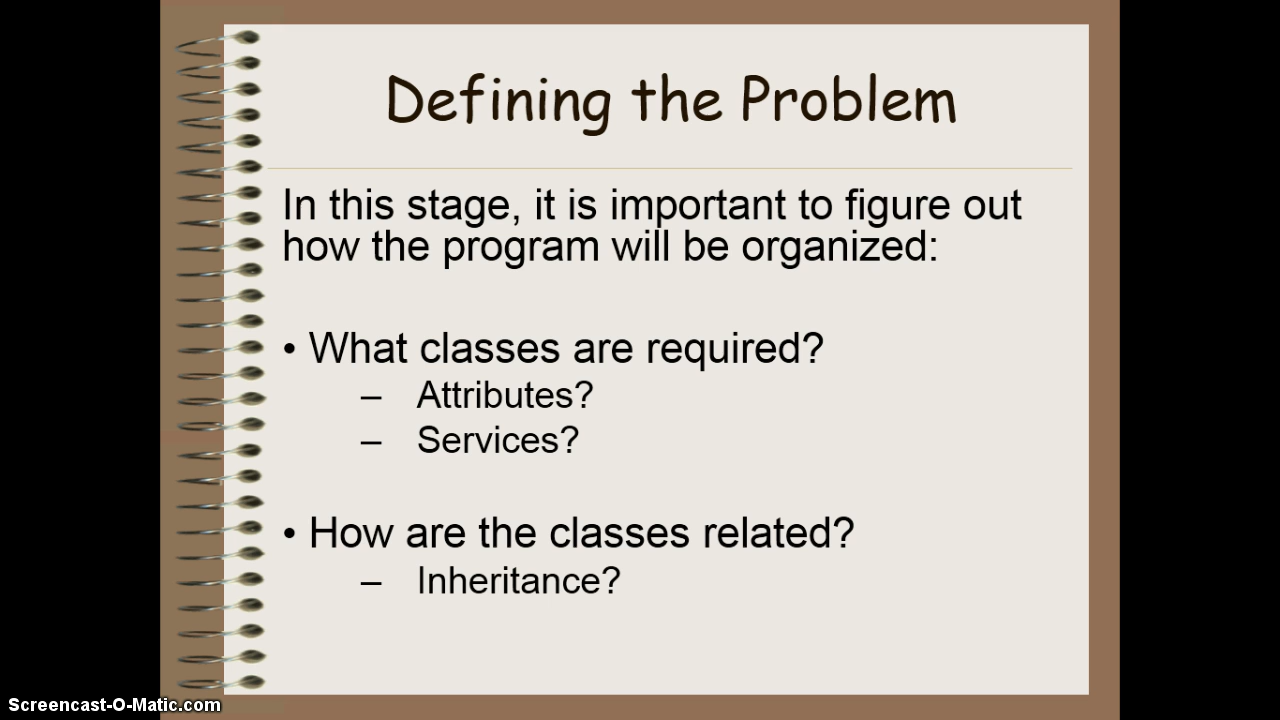 Defining the Problem
In this stage, it is important to figure out
how the program will be organized:
• What classes are required?
– Attributes?
– Services?
• How are the classes related?
– Inheritance?
Screencast-O-Matic.com